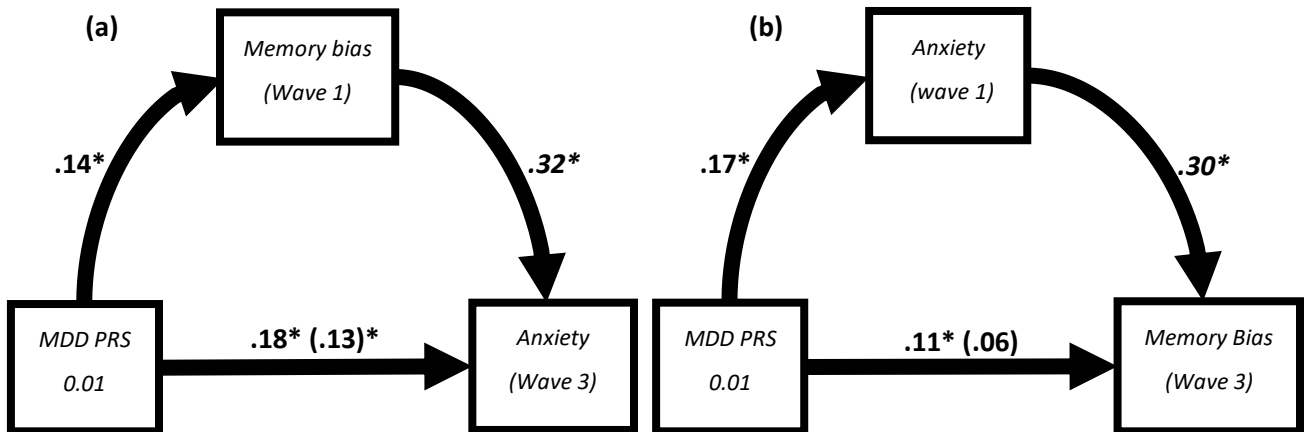 (a)
Memory bias
(Wave 1)
.14*
.32*
MDD PRS
0.01
.18* (.13)*
Anxiety
(Wave 3)
(b)
Anxiety
(wave 1)
.17*
.30*
MDD PRS
0.01
.11* (.06)
Memory Bias
(Wave 3)